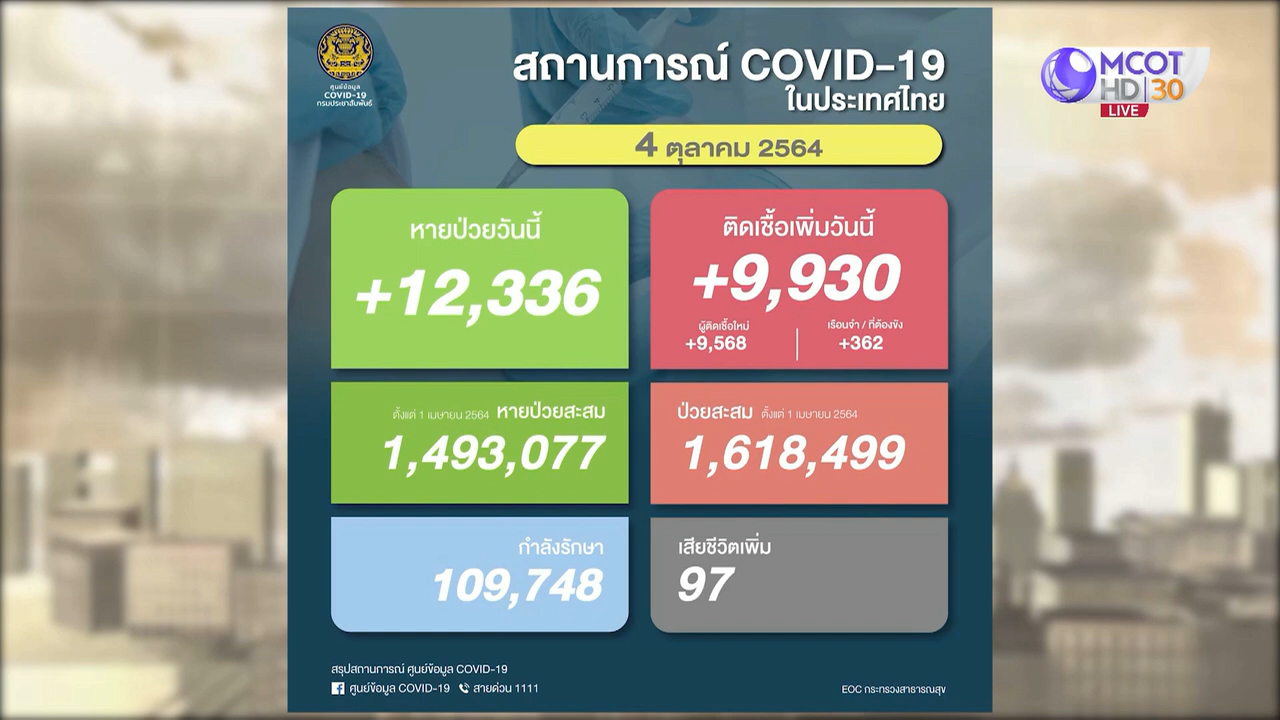 ศูนย์ข้อมูล
COVID-19
กรมประชาสัมพันธ์
สถานการณ์ COVID-19
ในประเทศไทย
4 ตุลาคม 2564
MCOT
HD 30
LIVE
หายป่วยวันนี้
+12,336
ติดเชื้อเพิ่มวันนี้
+9,930
ผู้ติดเชื้อใหม่
+9,568
เรือนจำ / ที่ต้องขัง
+362
ตั้งแต่ 1 เมษายน 2564 หายป่วยสะสม
1,493,077
ป่วยสะสม ตั้งแต่ 1 เมษายน 2564
1,618,499
กำลังรักษา
109,748
เสียชีวิตเพิ่ม
97
สรุปสถานการณ์ ศูนย์ข้อมูล COVID-19
ศูนย์ข้อมูล COVID-19 สายด่วน 1111
EOC กระทรวงสาธารณสุข